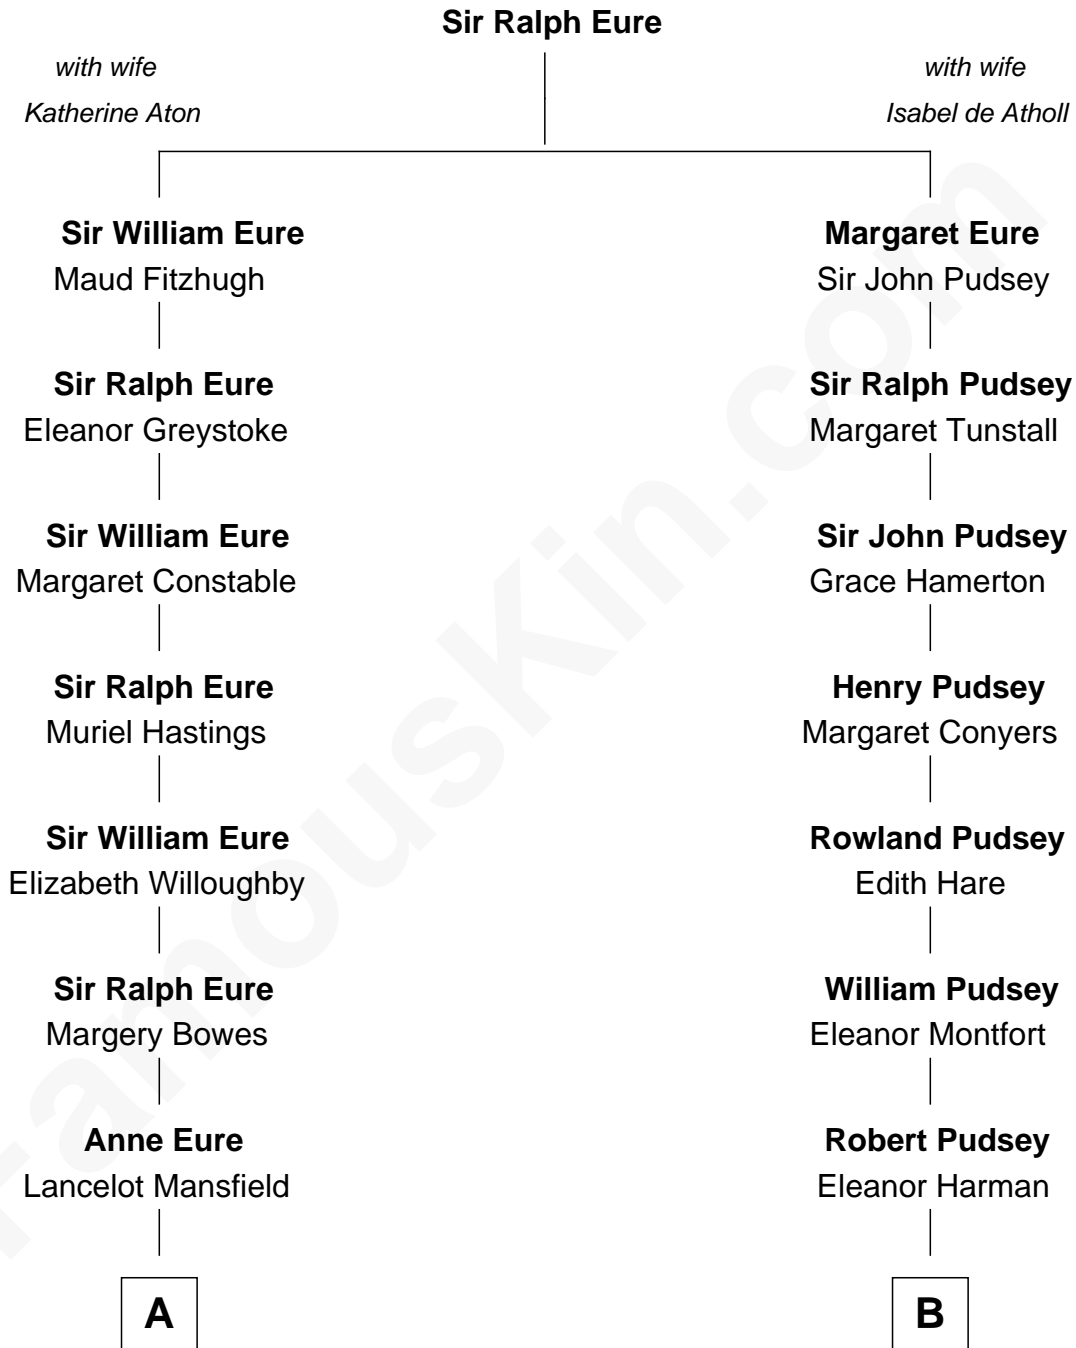 Sir Ralph Eure
with wife
Katherine Aton
with wife
Isabel de Atholl
Sir William Eure
Maud Fitzhugh
Margaret Eure
Sir John Pudsey
Sir Ralph Eure
Eleanor Greystoke
Sir Ralph Pudsey
Margaret Tunstall
Sir William Eure
Margaret Constable
Sir John Pudsey
Grace Hamerton
Sir Ralph Eure
Muriel Hastings
Henry Pudsey
Margaret Conyers
Sir William Eure
Elizabeth Willoughby
Rowland Pudsey
Edith Hare
Sir Ralph Eure
Margery Bowes
William Pudsey
Eleanor Montfort
Anne Eure
Lancelot Mansfield
Robert Pudsey
Eleanor Harman
A
B
FamousKin.com